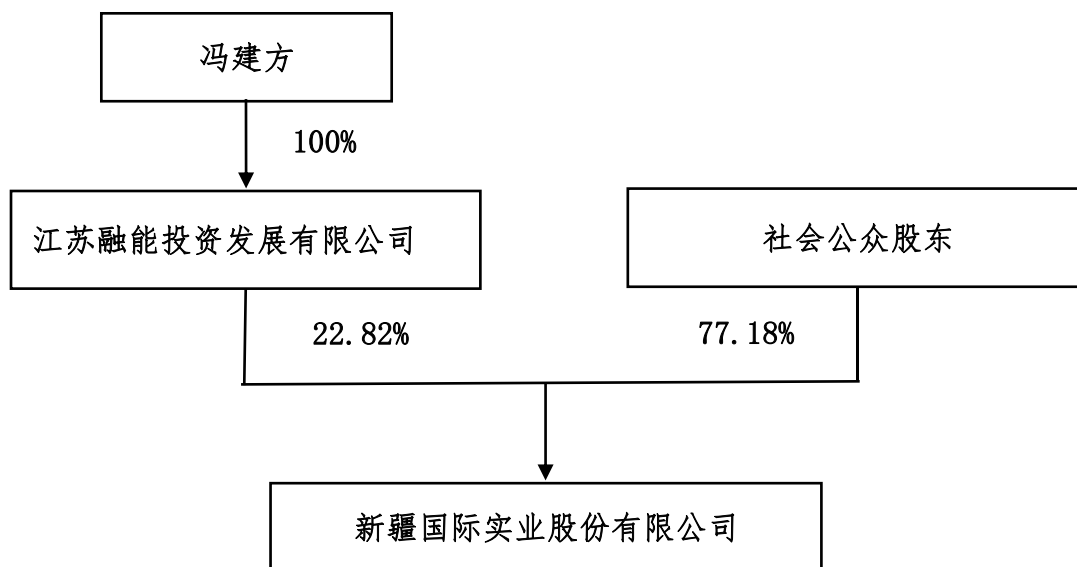 冯建方
100%
江苏融能投资发展有限公司
社会公众股东
22.82%
77.18%
新疆国际实业股份有限公司